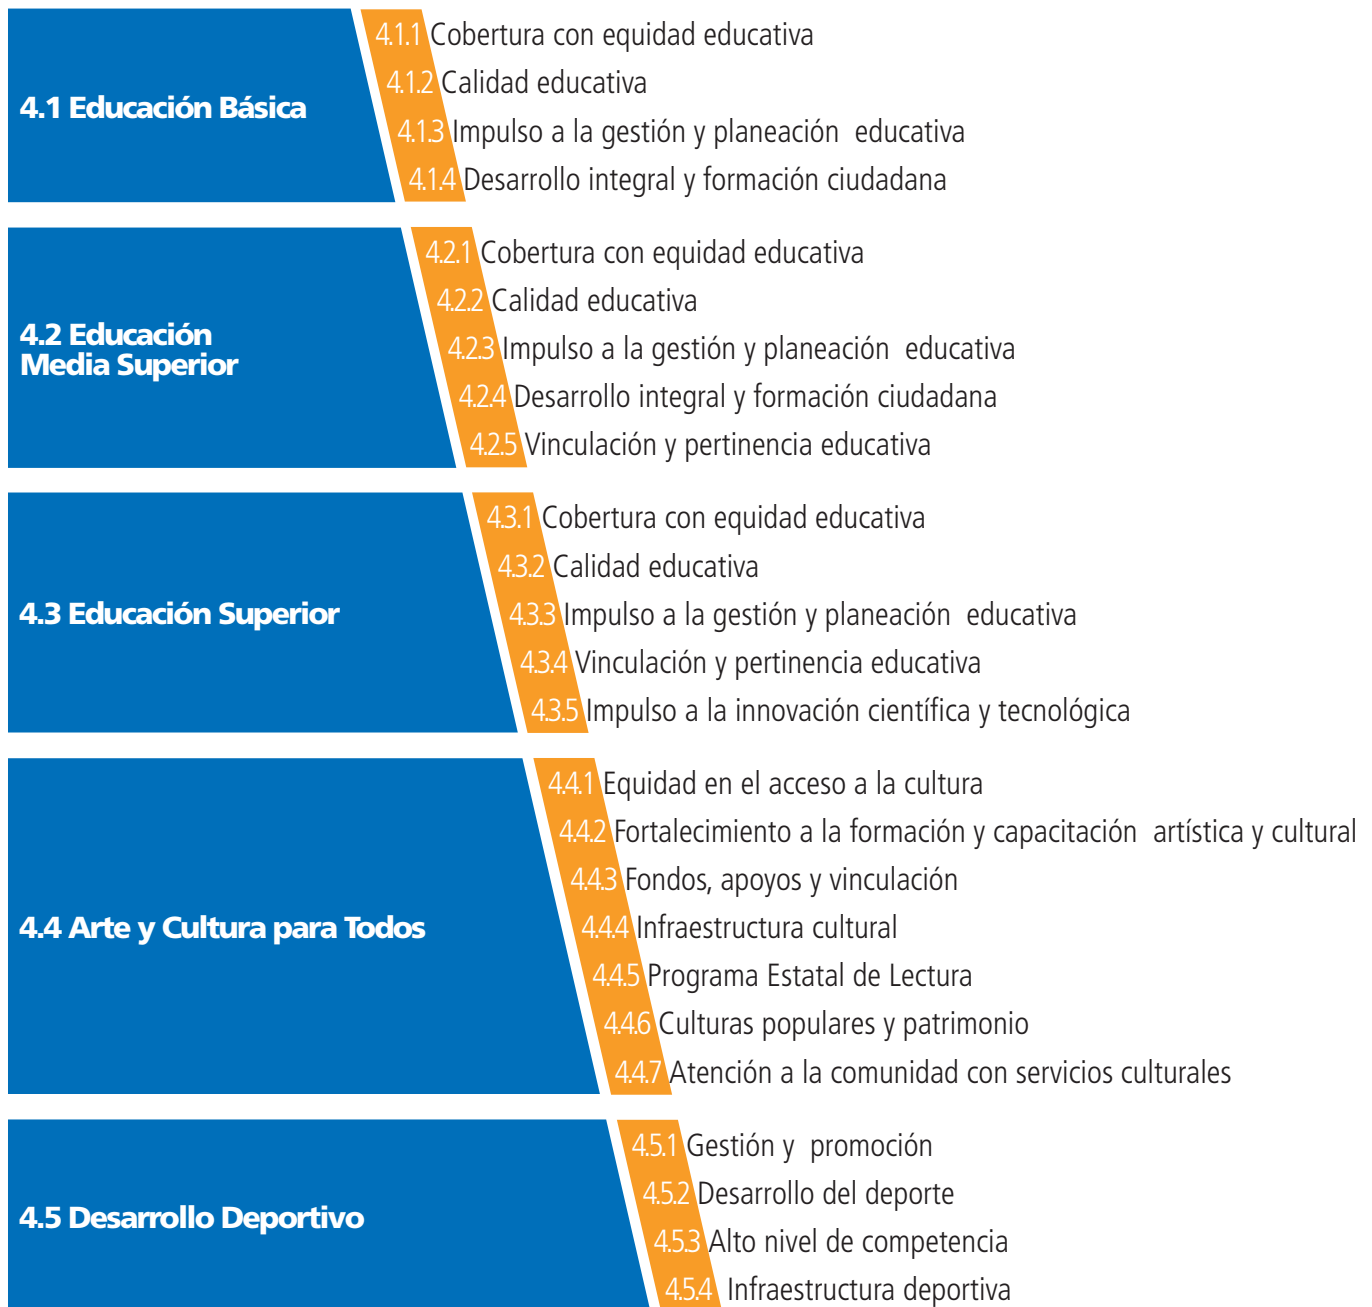 4.1 Educación Básica
4.1.1 Cobertura con equidad educativa
4.1.2 Calidad educativa
4.1.3 Impulso a la gestión y planeación educativa
4.1.4 Desarrollo integral y formación ciudadana
4.2 Educación
Media Superior
4.2.1 Cobertura con equidad educativa
4.2.2 Calidad educativa
4.2.3 Impulso a la gestión y planeación educativa
4.2.4 Desarrollo integral y formación ciudadana
4.2.5 Vinculación y pertinencia educativa
4.3 Educación Superior
4.3.1 Cobertura con equidad educativa
4.3.2 Calidad educativa
4.3.3 Impulso a la gestión y planeación educativa
4.3.4 Vinculación y pertinencia educativa
4.3.5 Impulso a la innovación científica y tecnológica
4.4 Arte y Cultura para Todos
4.4.1 Equidad en el acceso a la cultura
4.4.2 Fortalecimiento a la formación y capacitación artística y cultural
4.4.3 Fondos, apoyos y vinculación
4.4.4 Infraestructura cultural
4.4.5 Programa Estatal de Lectura
4.4.6 Culturas populares y patrimonio
4.4.7 Atención a la comunidad con servicios culturales
4.5 Desarrollo Deportivo
4.5.1 Gestión y promoción
4.5.2 Desarrollo del deporte
4.5.3 Alto nivel de competencia
4.5.4 Infraestructura deportiva